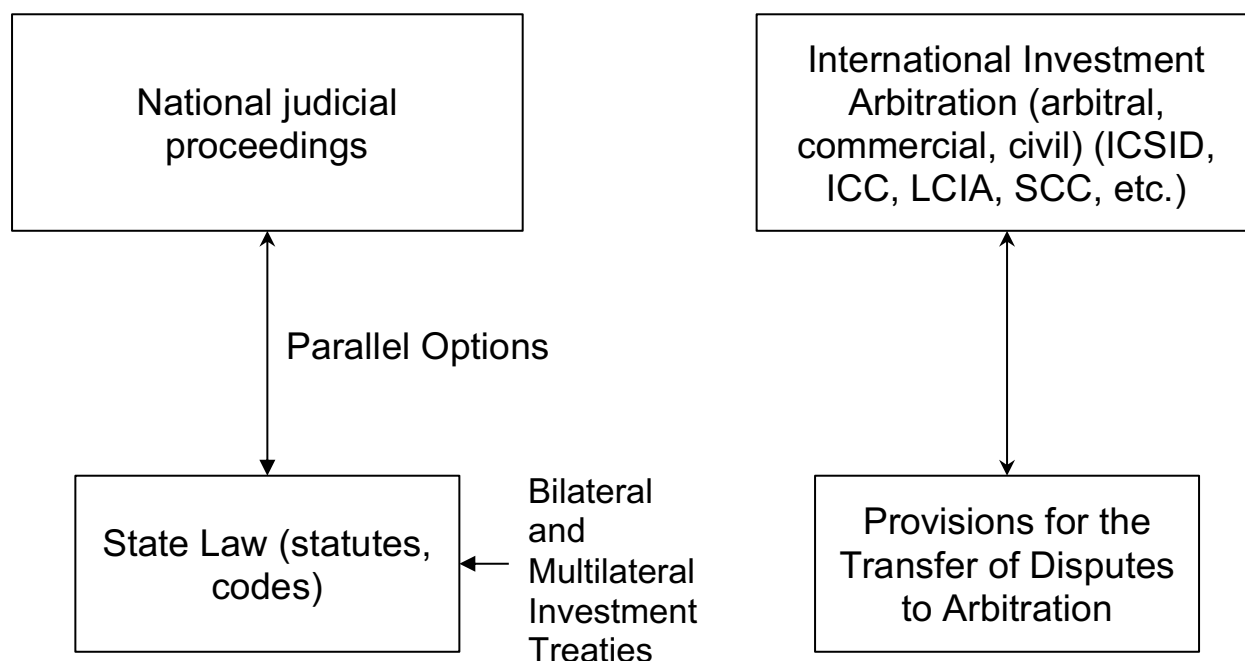 National judicial
proceedings
International Investment
Arbitration (arbitral,
commercial, civil) (ICSID,
ICC, LCIA, SCC, etc.)
Parallel Options
State Law (statutes,
codes)
Bilateral
and
Multilateral
Investment
Treaties
Provisions for the
Transfer of Disputes
to Arbitration